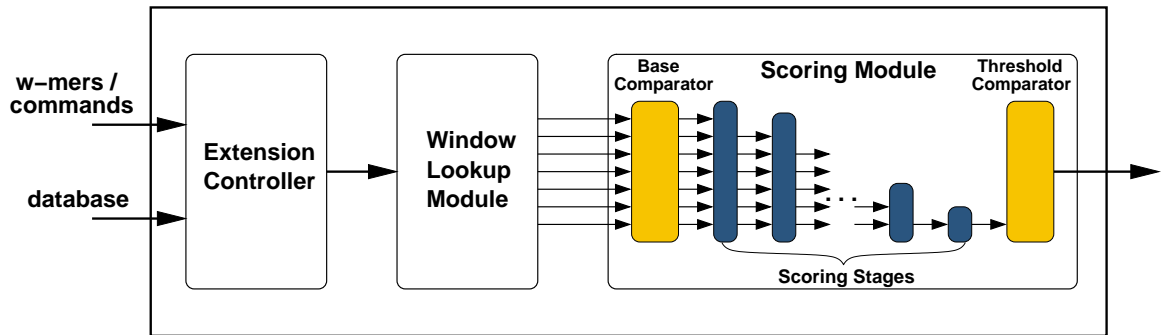 w–mers /
commands
database
Extension
Controller
Window
Lookup
Module
Scoring Module
Base
Comparator
Threshold
Comparator
. . .
Scoring Stages